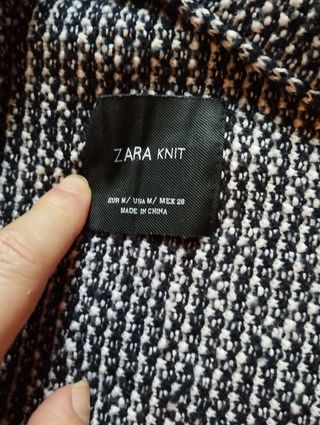 ZARA KNIT
EUR M/ USA M/ MEX 28
MADE IN CHINA